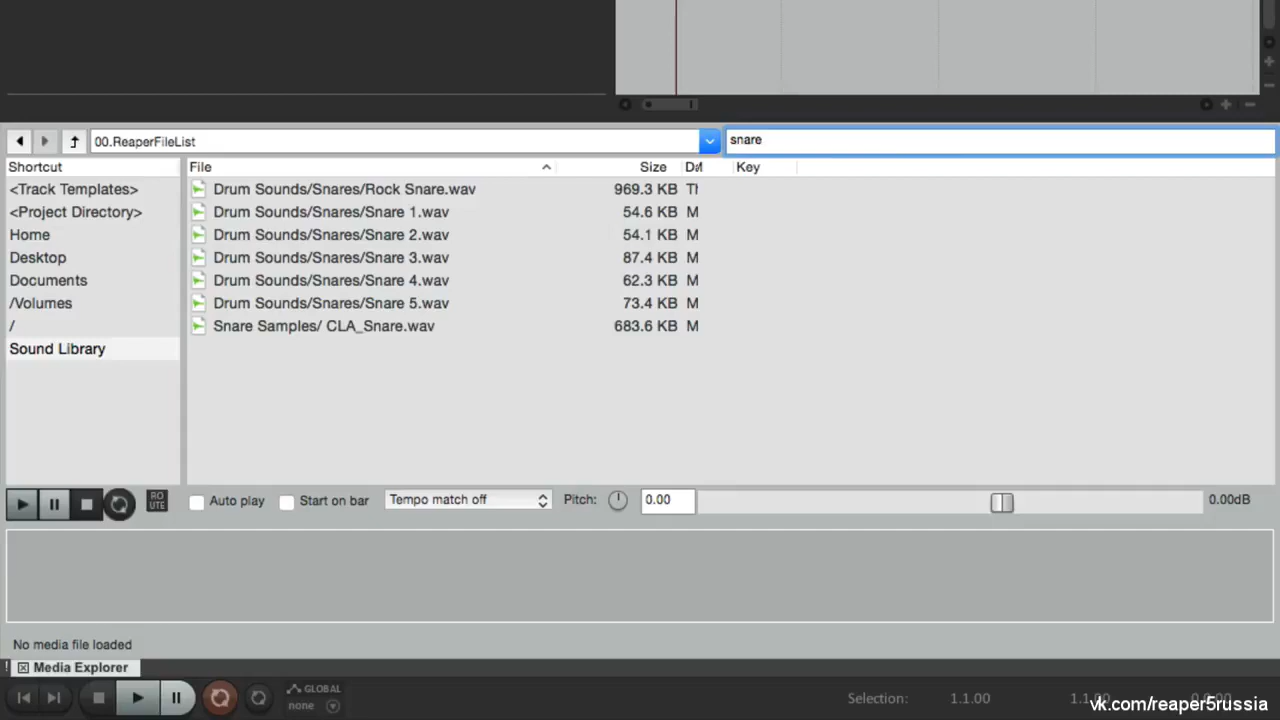 00.ReaperFileList snare
Shortcut File Size Key
<Track Templates> Drum Sounds/Snares/Rock Snare.wav 969.3 KB
<Project Directory> Drum Sounds/Snares/Snare 1.wav 54.6 KB M
Home Drum Sounds/Snares/Snare 2.wav 54.1 KB M
Desktop Drum Sounds/Snares/Snare 3.wav 87.4 KB M
Documents Drum Sounds/Snares/Snare 4.wav 62.3 KB M
/Volumes Drum Sounds/Snares/Snare 5.wav 73.4 KB M
/ Snare Samples/ CLA_Snare.wav 683.6 KB M
Sound Library
RO
UTE
Auto play Start on bar Tempo match off Pitch: 0.00 0.00dB
No media file loaded
! Media Explorer
GLOBAL
none
Selection: 1.1.00
vk.com/reaper5russia